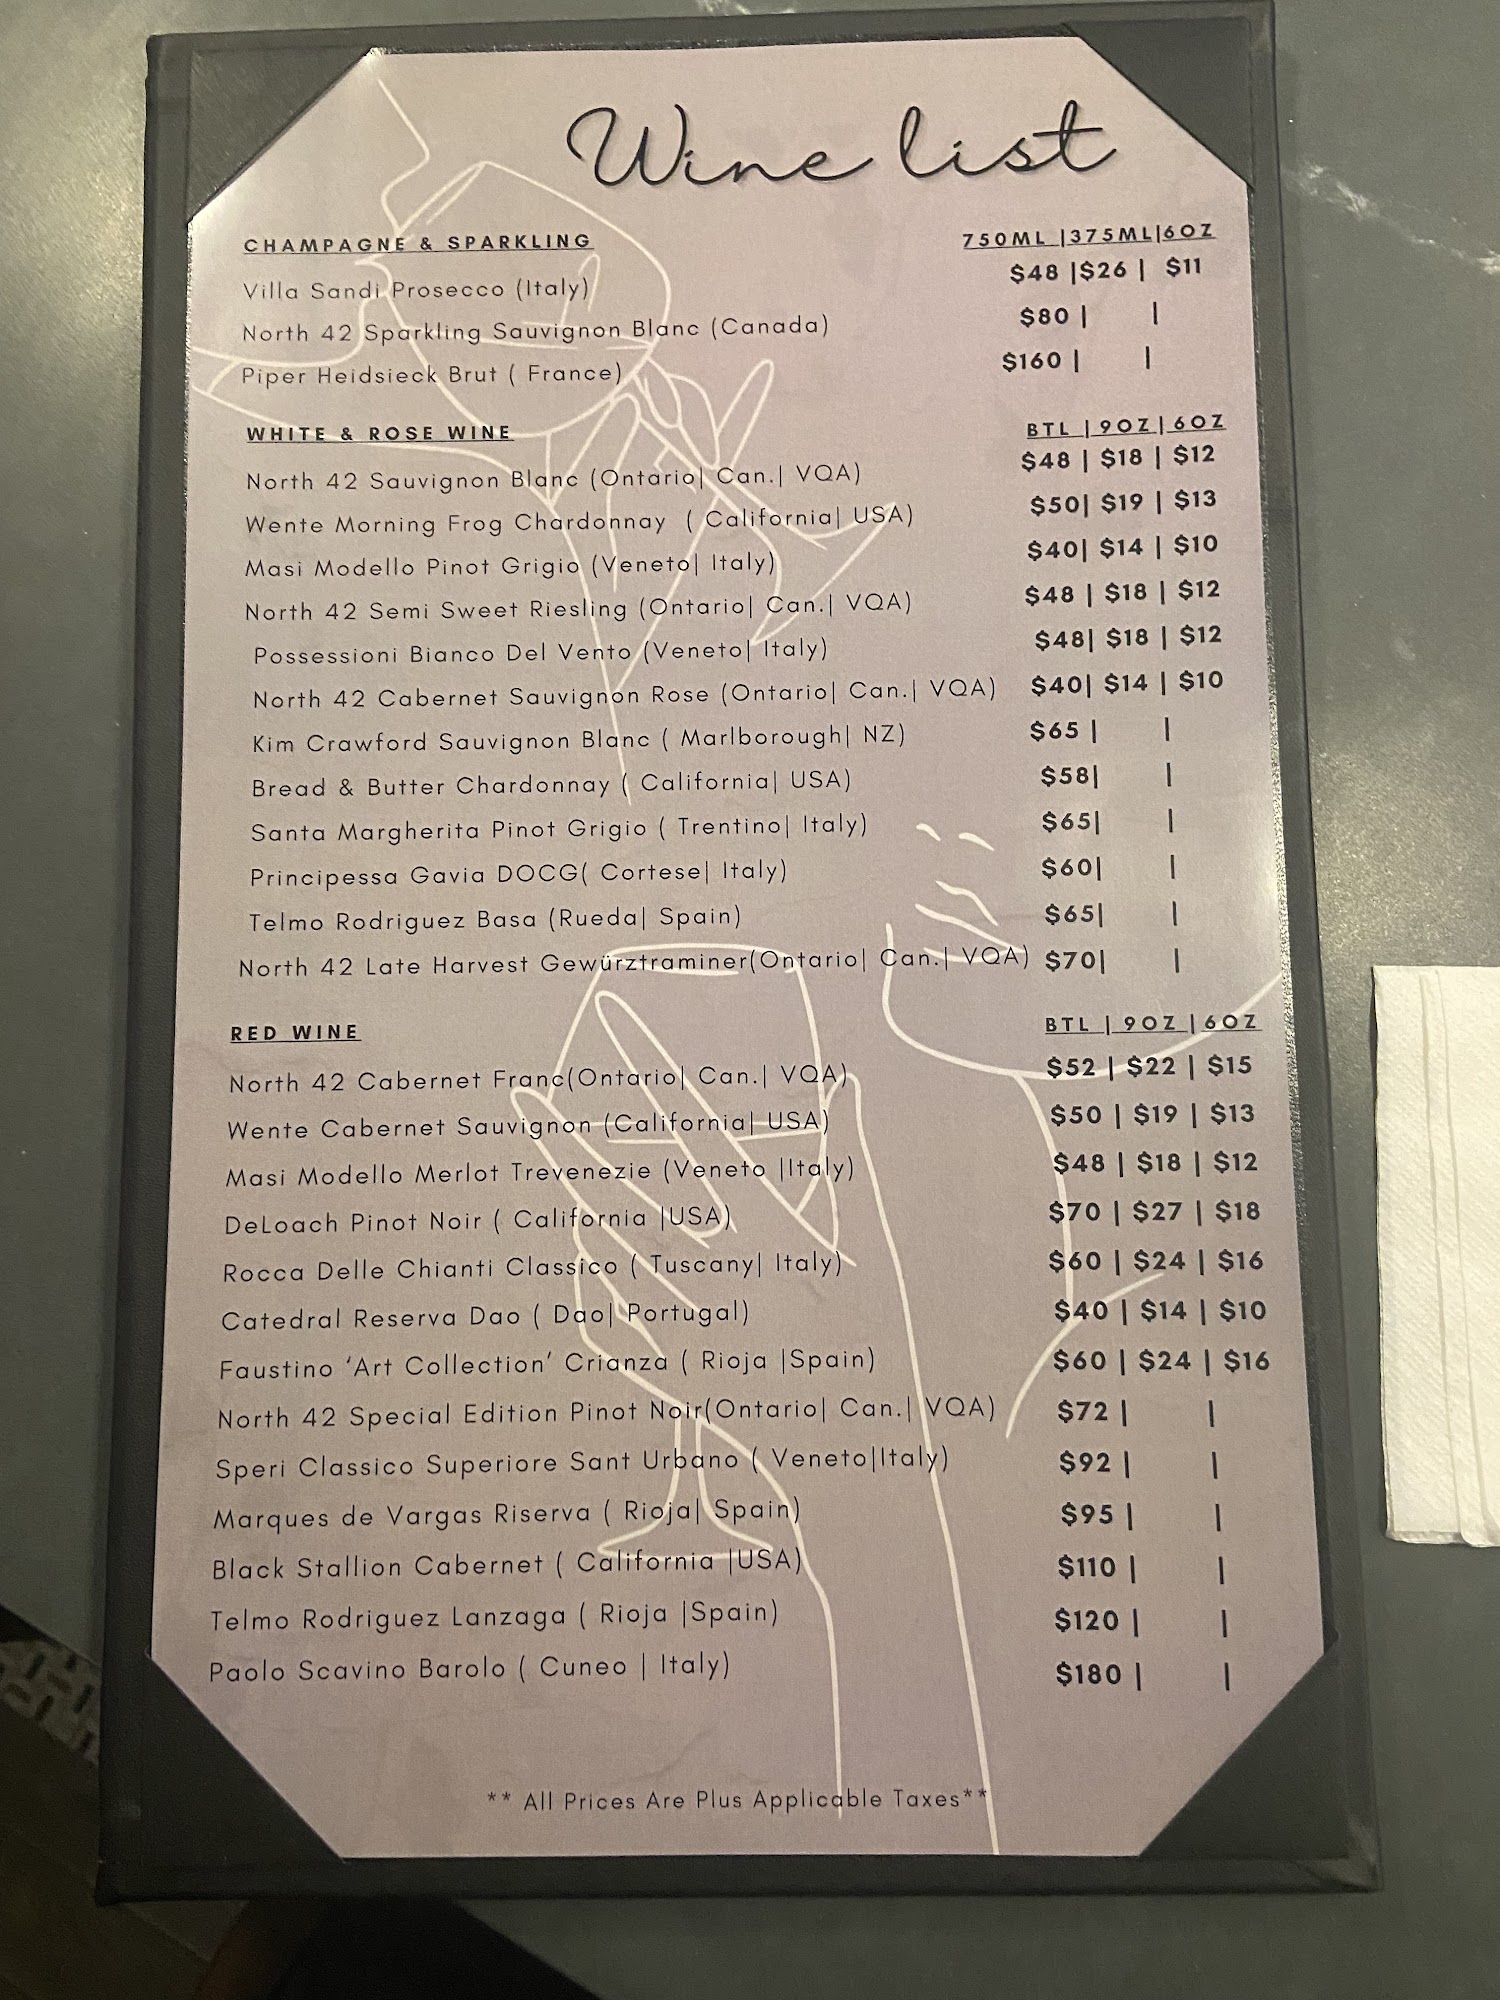 Wine list
CHAMPAGNE & SPARKLING 750ML |375ML|6OZ
Villa Sandi Prosecco (Italy) $48 |$26 | $11
North 42 Sparkling Sauvignon Blanc (Canada) $80 | |
Piper Heidsieck Brut ( France) $160 | |
WHITE & ROSE WINE BTL |9OZ|6OZ
North 42 Sauvignon Blanc (Ontario| Can.| VQA) $48 | $18 | $12
Wente Morning Frog Chardonnay ( California| USA) $50| $19 | $13
Masi Modello Pinot Grigio (Veneto| Italy) $40| $14 | $10
North 42 Semi Sweet Riesling (Ontario| Can.| VQA) $48 | $18 | $12
Possessioni Bianco Del Vento (Veneto| Italy) $48| $18 | $12
North 42 Cabernet Sauvignon Rose (Ontario| Can.| VQA) $40| $14 | $10
Kim Crawford Sauvignon Blanc ( Marlborough| NZ) $65 | |
Bread & Butter Chardonnay ( California| USA) $58| |
Santa Margherita Pinot Grigio ( Trentino| Italy) $65| |
Principessa Gavia DOCG( Cortese| Italy) $60| |
Telmo Rodriguez Basa (Rueda| Spain) $65| |
North 42 Late Harvest Gewürztraminer(Ontario| Can.| VQA) $70| |
RED WINE BTL | 9OZ |6OZ
North 42 Cabernet Franc(Ontario| Can.| VQA) $52 | $22 | $15
Wente Cabernet Sauvignon (California| USA) $50 | $19 | $13
Masi Modello Merlot Trevenezie (Veneto |Italy) $48 | $18 | $12
DeLoach Pinot Noir ( California |USA) $70 | $27 | $18
Rocca Delle Chianti Classico ( Tuscany| Italy) $60 | $24 | $16
Catedral Reserva Dao ( Dao| Portugal) $40 | $14 | $10
Faustino ‘Art Collection’ Crianza ( Rioja |Spain) $60 | $24 | $16
North 42 Special Edition Pinot Noir(Ontario| Can.| VQA) $72 | |
Speri Classico Superiore Sant Urbano ( Veneto|Italy) $92 | |
Marques de Vargas Riserva ( Rioja| Spain) $95 | |
Black Stallion Cabernet ( California |USA) $110 | |
Telmo Rodriguez Lanzaga ( Rioja |Spain) $120 | |
Paolo Scavino Barolo ( Cuneo | Italy) $180 | |
** All Prices Are Plus Applicable Taxes**